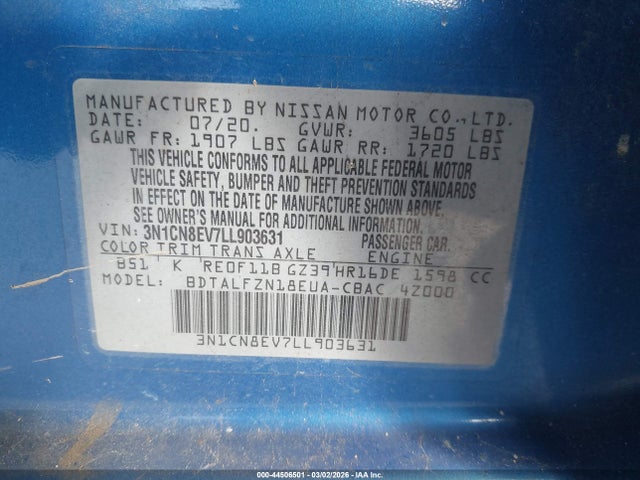 MANUFACTURED BY NISSAN MOTOR CO., LTD.
DATE: 07/20. GVWR: 3605 LBS
GAWR FR: 1907 LBS GAWR RR: 1720 LBS
THIS VEHICLE CONFORMS TO ALL APPLICABLE FEDERAL MOTOR
VEHICLE SAFETY, BUMPER AND THEFT PREVENTION STANDARDS
IN EFFECT ON THE DATE OF MANUFACTURE SHOWN ABOVE.
SEE OWNER'S MANUAL FOR ADDITIONAL INFORMATION.
VIN: 3N1CN8EV7LL903631 PASSENGER CAR.
COLOR TRIM TRANS AXLE ENGINE
B51 K RE0F11B GZ39 HR16DE 1598 CC
MODEL: BDTALFZN18EUA-CBAC 4Z000
3N1CN8EV7LL903631
000-44506501 - 03/02/2026 - IAA Inc.